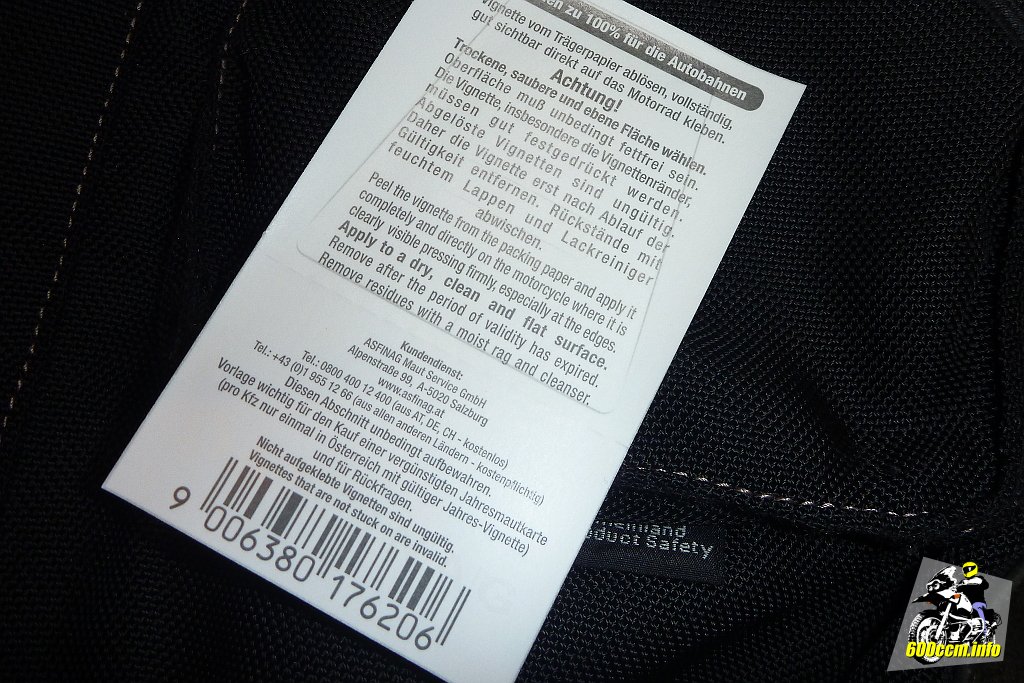 en zu 100% für die Autobahnen
Vignette vom Trägerpapier ablösen, vollständig,
gut sichtbar direkt auf das Motorrad kleben.
Achtung!
Trockene, saubere und ebene Fläche wählen.
Oberfläche muß unbedingt fettfrei sein.
Die Vignette, insbesondere die Vignettenränder,
müssen gut festgedrückt werden.
Abgelöste Vignetten sind ungültig.
Daher die Vignette erst nach Ablauf der
Gültigkeit entfernen. Rückstände mit
feuchtem Lappen und Lackreiniger
abwischen.
Peel the vignette from the packing paper and apply it
completely and directly on the motorcycle where it is
clearly visible pressing firmly, especially at the edges.
Apply to a dry, clean and flat surface.
Remove after the period of validity has expired.
Remove residues with a moist rag and cleanser.
Kundendienst:
ASFINAG Maut Service GmbH
Alpenstraße 99, A-5020 Salzburg
www.asfinag.at
Tel.: 0800 400 12 400 (aus AT, DE, CH - kostenlos)
Tel.: +43 (0)1 955 12 66 (aus allen anderen Ländern - kostenpflichtig)
Diesen Abschnitt unbedingt aufbewahren.
Vorlage wichtig für den Kauf einer vergünstigten Jahresmautkarte
(pro Kfz nur einmal in Österreich mit gültiger Jahres-Vignette)
und für Rückfragen.
Nicht aufgeklebte Vignetten sind ungültig.
Vignettes that are not stuck on are invalid.
9 006380 176206
duct Safety
600ccm.info